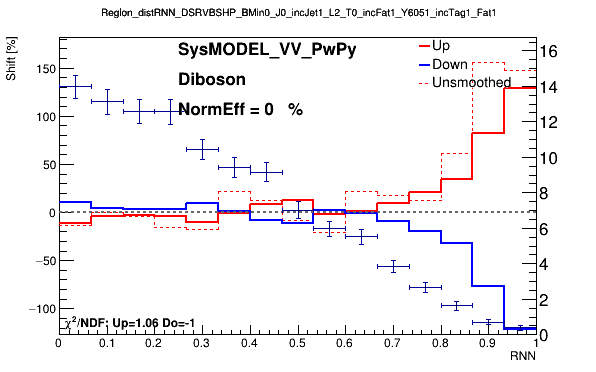 Region_distRNN_DSRVBSHP_BMin0_J0_incJet1_L2_T0_incFat1_Y6051_incTag1_Fat1
Shift [%]
SysMODEL_VV_PwPy
Diboson
NormEff = 0 %
Up
Down
Unsmoothed
150
100
50
0
−50
−100
16
14
12
10
8
6
4
2
0
χ²/NDF: Up=1.06 Do=-1
0 0.1 0.2 0.3 0.4 0.5 0.6 0.7 0.8 0.9 1
RNN